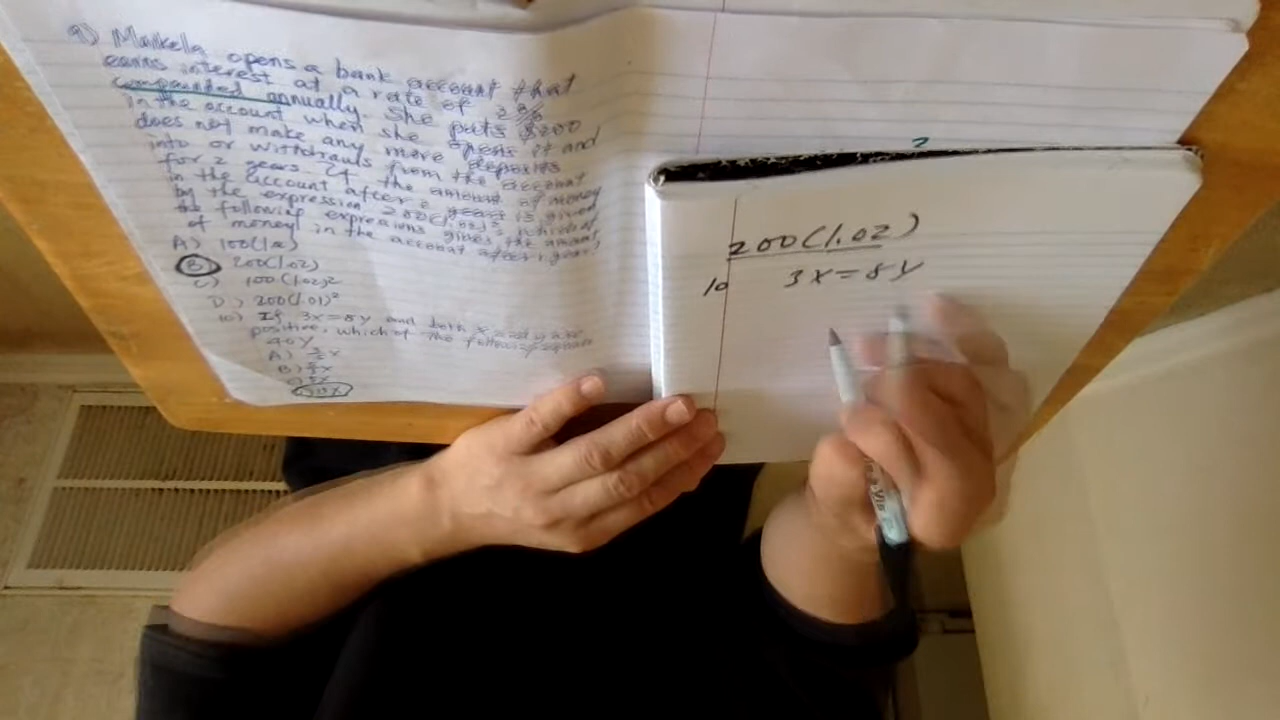 9) Maikela opens a bank account that
earns interest at a rate of 2%
compounded annually. She puts $200
in the account when she opens it and
does not make any more deposits
into or withdrawls from the account
for 2 years If the amount of money
in the account after 2 years is given
by the expression 200(1.02)² which of
the following expressions gives the amount
of money in the account after 1 year?
A) 100(1.02)
B) 200(1.02)
C) 100(1.02)²
D) 200(1.01)²
10) If 3x=8y and both x and y are
positive, which of the following equals
40y
A)
B)
C)
200(1.02)
10 3x=8y